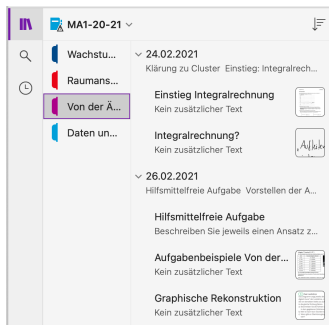 MA1-20-21
Wachstu...
Raumans...
Von der Ä...
Daten un...
24.02.2021
Klärung zu Cluster Einstieg: Integralrech...
Einstieg Integralrechnung
Kein zusätzlicher Text
Integralrechnung?
Kein zusätzlicher Text
26.02.2021
Hilfsmittelfreie Aufgabe Vorstellen der A...
Hilfsmittelfreie Aufgabe
Beschreiben Sie jeweils einen Ansatz z...
Aufgabenbeispiele Von der...
Kein zusätzlicher Text
Graphische Rekonstruktion
Kein zusätzlicher Text